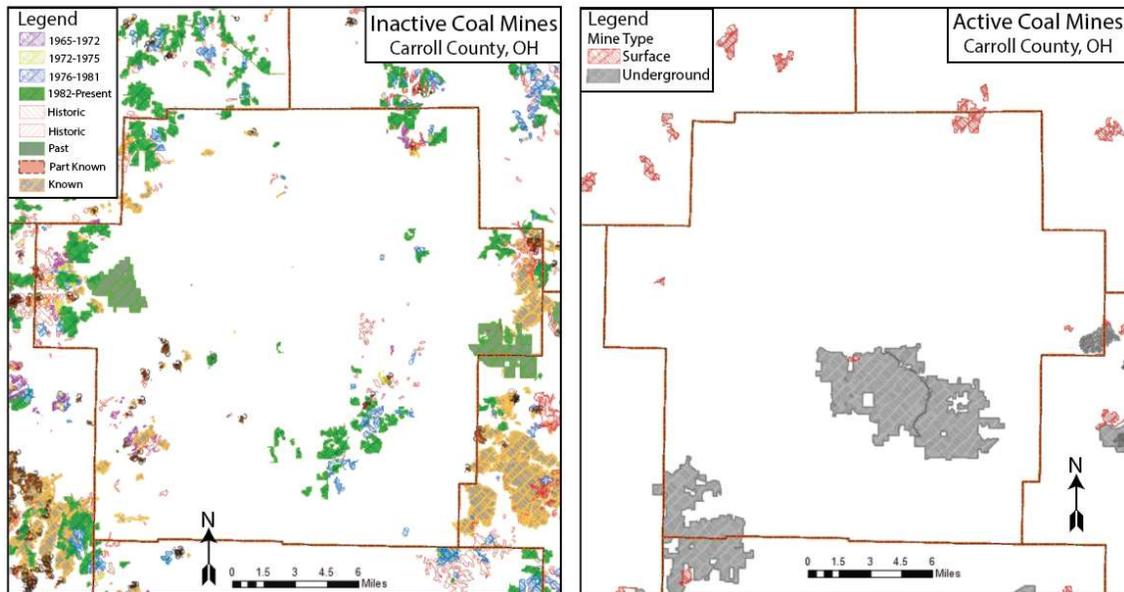 Legend
1965-1972
1972-1975
1976-1981
1982-Present
Historic
Historic
Past
Part Known
Known
Inactive Coal Mines
Carroll County, OH
N
0 1.5 3 4.5 6
Miles
Legend
Mine Type
Surface
Underground
Active Coal Mines
Carroll County, OH
N
0 1.5 3 4.5 6
Miles